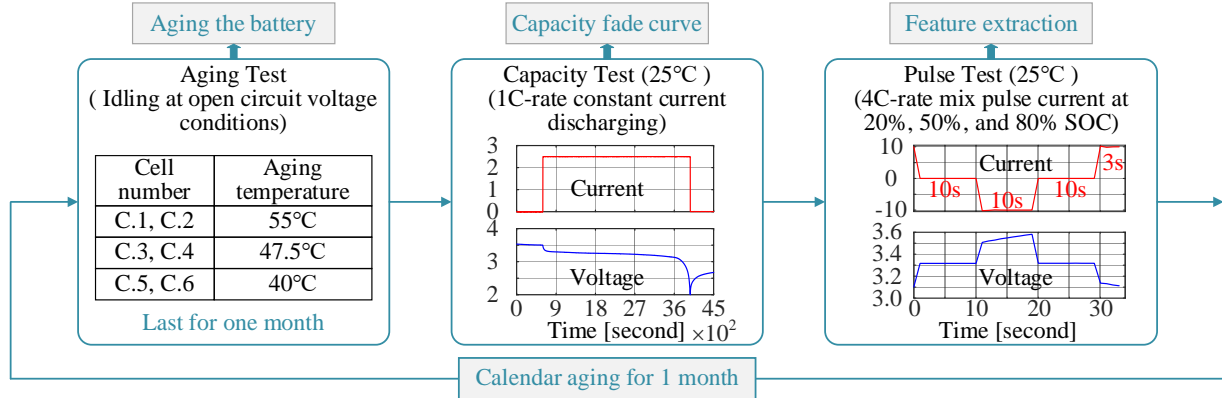 Aging the battery
Capacity fade curve
Feature extraction
Aging Test
( Idling at open circuit voltage
conditions)
Cell
number
Aging
temperature
C.1, C.2
55°C
C.3, C.4
47.5°C
C.5, C.6
40°C
Last for one month
Capacity Test (25°C )
(1C-rate constant current
discharging)
3
2
1
0
Current
4
3
2
Voltage
0 9 18 27 36 45
Time [second] ×10²
Pulse Test (25°C )
(4C-rate mix pulse current at
20%, 50%, and 80% SOC)
10
0
-10
Current
10s
10s
10s
3s
3.6
3.4
3.2
3.0
Voltage
0 10 20 30
Time [second]
Calendar aging for 1 month